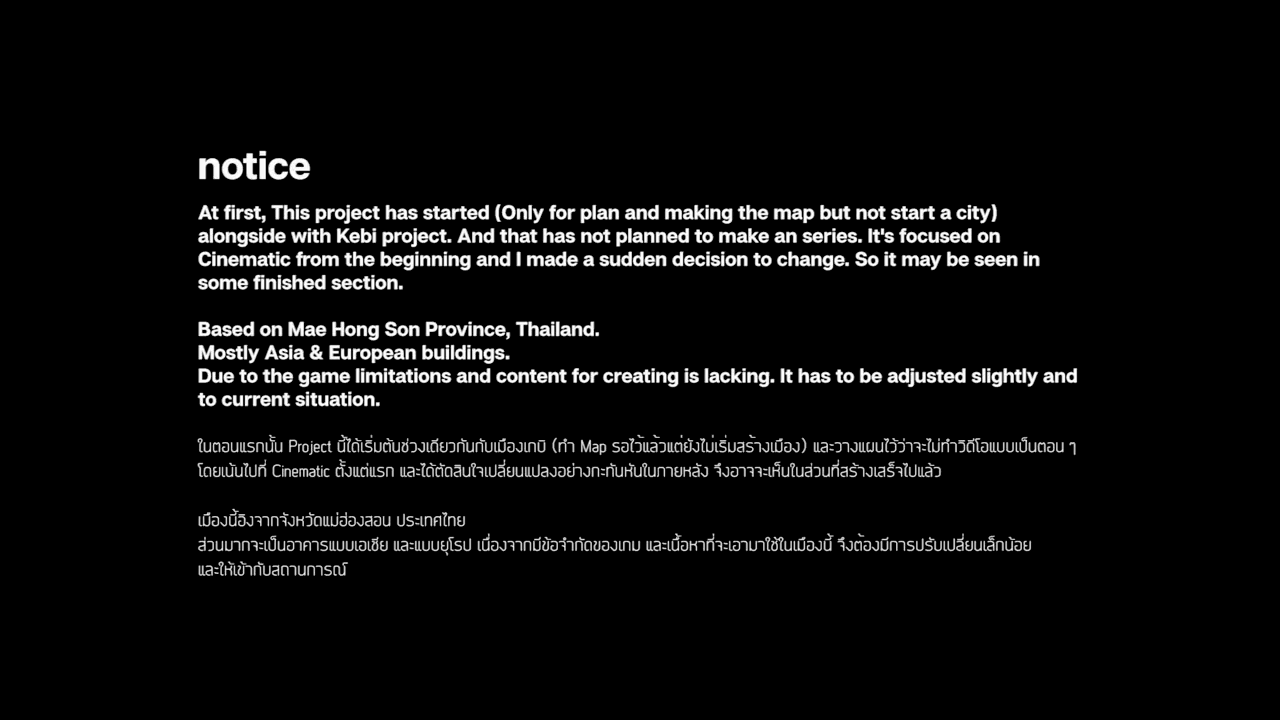 notice
At first, This project has started (Only for plan and making the map but not start a city)
alongside with Kebi project. And that has not planned to make an series. It's focused on
Cinematic from the beginning and I made a sudden decision to change. So it may be seen in
some finished section.
Based on Mae Hong Son Province, Thailand.
Mostly Asia & European buildings.
Due to the game limitations and content for creating is lacking. It has to be adjusted slightly and
to current situation.
ในตอนแรกนั้น Project นี้ได้เริ่มต้นช่วงเดียวกันกับเมืองเกบิ (ทำ Map รอไว้แล้วแต่ยังไม่เริ่มสร้างเมือง) และวางแผนไว้ว่าจะไม่ทำวิดีโอแบบเป็นตอน ๆ
โดยเน้นไปที่ Cinematic ตั้งแต่แรก และได้ตัดสินใจเปลี่ยนแปลงอย่างกะทันหันในภายหลัง จึงอาจจะเห็นในส่วนที่สร้างเสร็จไปแล้ว
เมืองนี้อิงจากจังหวัดแม่ฮ่องสอน ประเทศไทย
ส่วนมากจะเป็นอาคารแบบเอเชีย และแบบยุโรป เนื่องจากมีข้อจำกัดของเกม และเนื้อหาที่จะเอามาใช้ในเมืองนี้ จึงต้องมีการปรับเปลี่ยนเล็กน้อย
และให้เข้ากับสถานการณ์